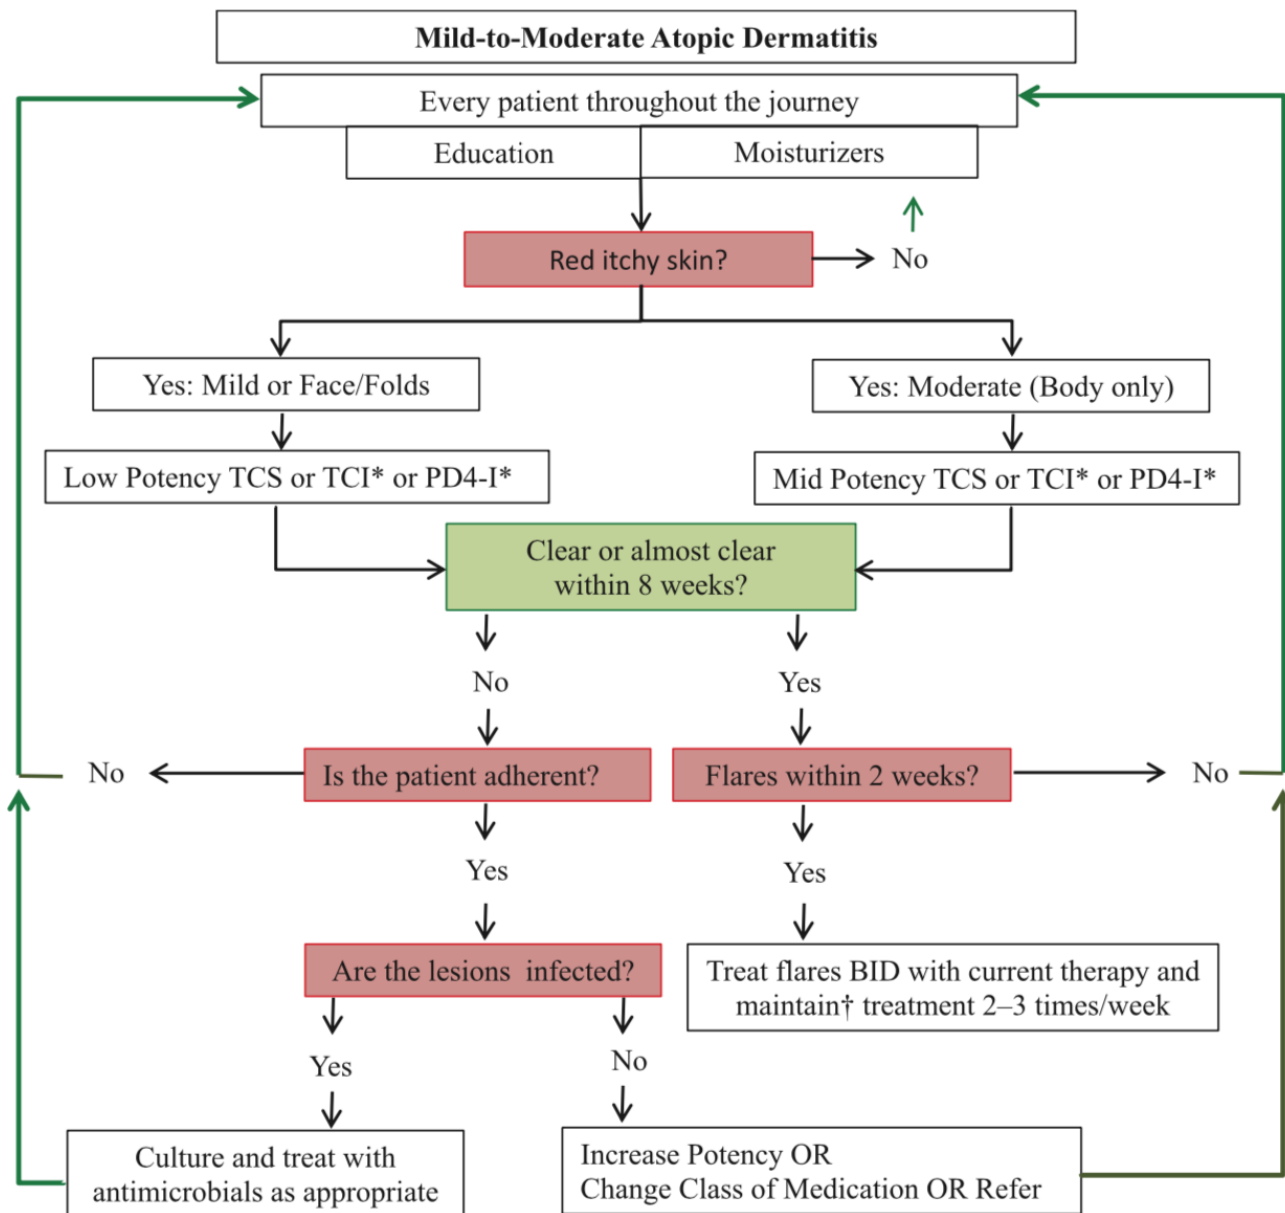 Mild-to-Moderate Atopic Dermatitis
Every patient throughout the journey
Education
Moisturizers
Red itchy skin?
No
Yes: Mild or Face/Folds
Yes: Moderate (Body only)
Low Potency TCS or TCI* or PD4-I*
Mid Potency TCS or TCI* or PD4-I*
Clear or almost clear
within 8 weeks?
No
Yes
No
Is the patient adherent?
Flares within 2 weeks?
No
Yes
Yes
Are the lesions infected?
Treat flares BID with current therapy and
maintain† treatment 2–3 times/week
Yes
No
Culture and treat with
antimicrobials as appropriate
Increase Potency OR
Change Class of Medication OR Refer